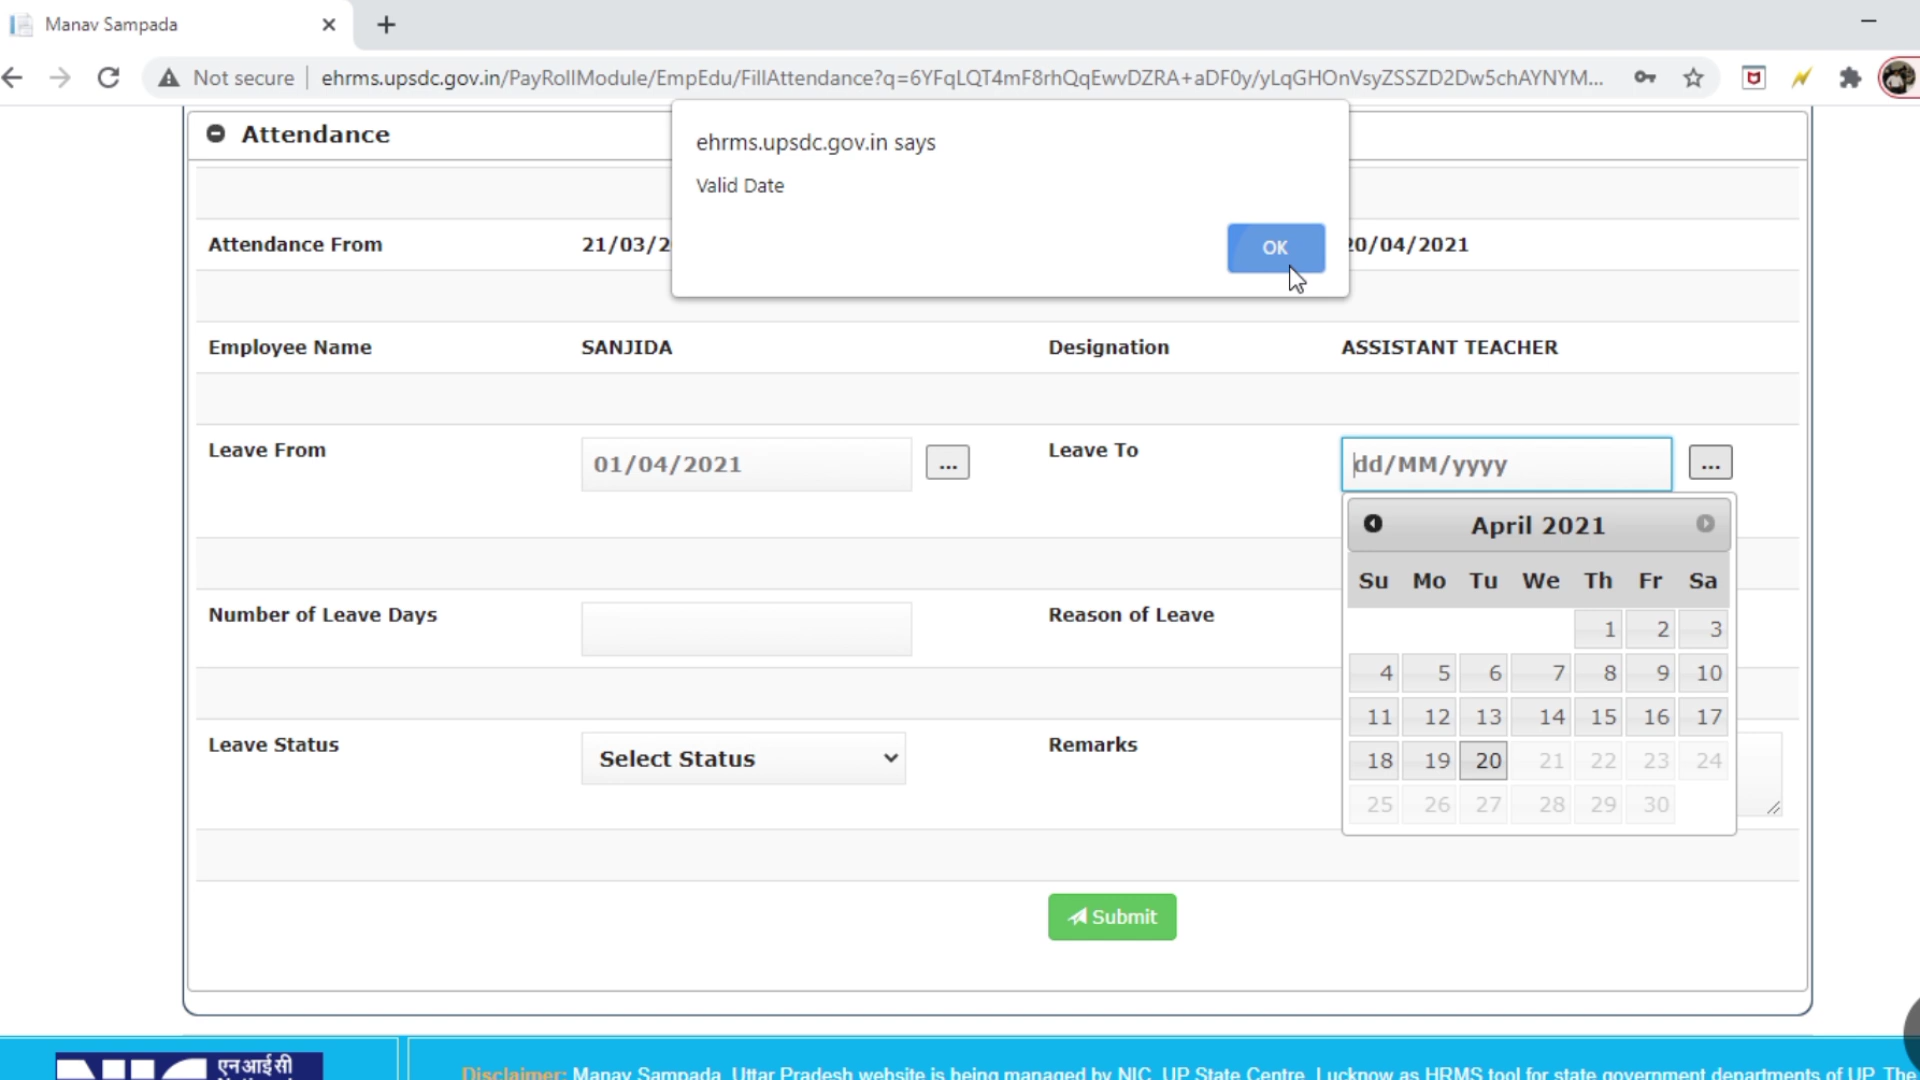 Manav Sampada
Not secure ehrms.upsdc.gov.in/PayRollModule/EmpEdu/FillAttendance?q=6YFqLQT4mF8rhQqEwvDZRA+aDF0y/yLqGHOnVsyZSSZD2Dw5chAYNYM...
ehrms.upsdc.gov.in says
Valid Date
OK
Attendance
Attendance From 21/03/2 20/04/2021
Employee Name SANJIDA Designation ASSISTANT TEACHER
Leave From 01/04/2021 ... Leave To dd/MM/yyyy ...
April 2021
Su Mo Tu We Th Fr Sa
1 2 3
4 5 6 7 8 9 10
11 12 13 14 15 16 17
18 19 20 21 22 23 24
25 26 27 28 29 30
Number of Leave Days Reason of Leave
Leave Status Select Status Remarks
Submit
एनआईसी
Disclaimer: Manav Sampada, Uttar Pradesh website is being managed by NIC, UP State Centre, Lucknow as HRMS tool for state government departments of UP. The